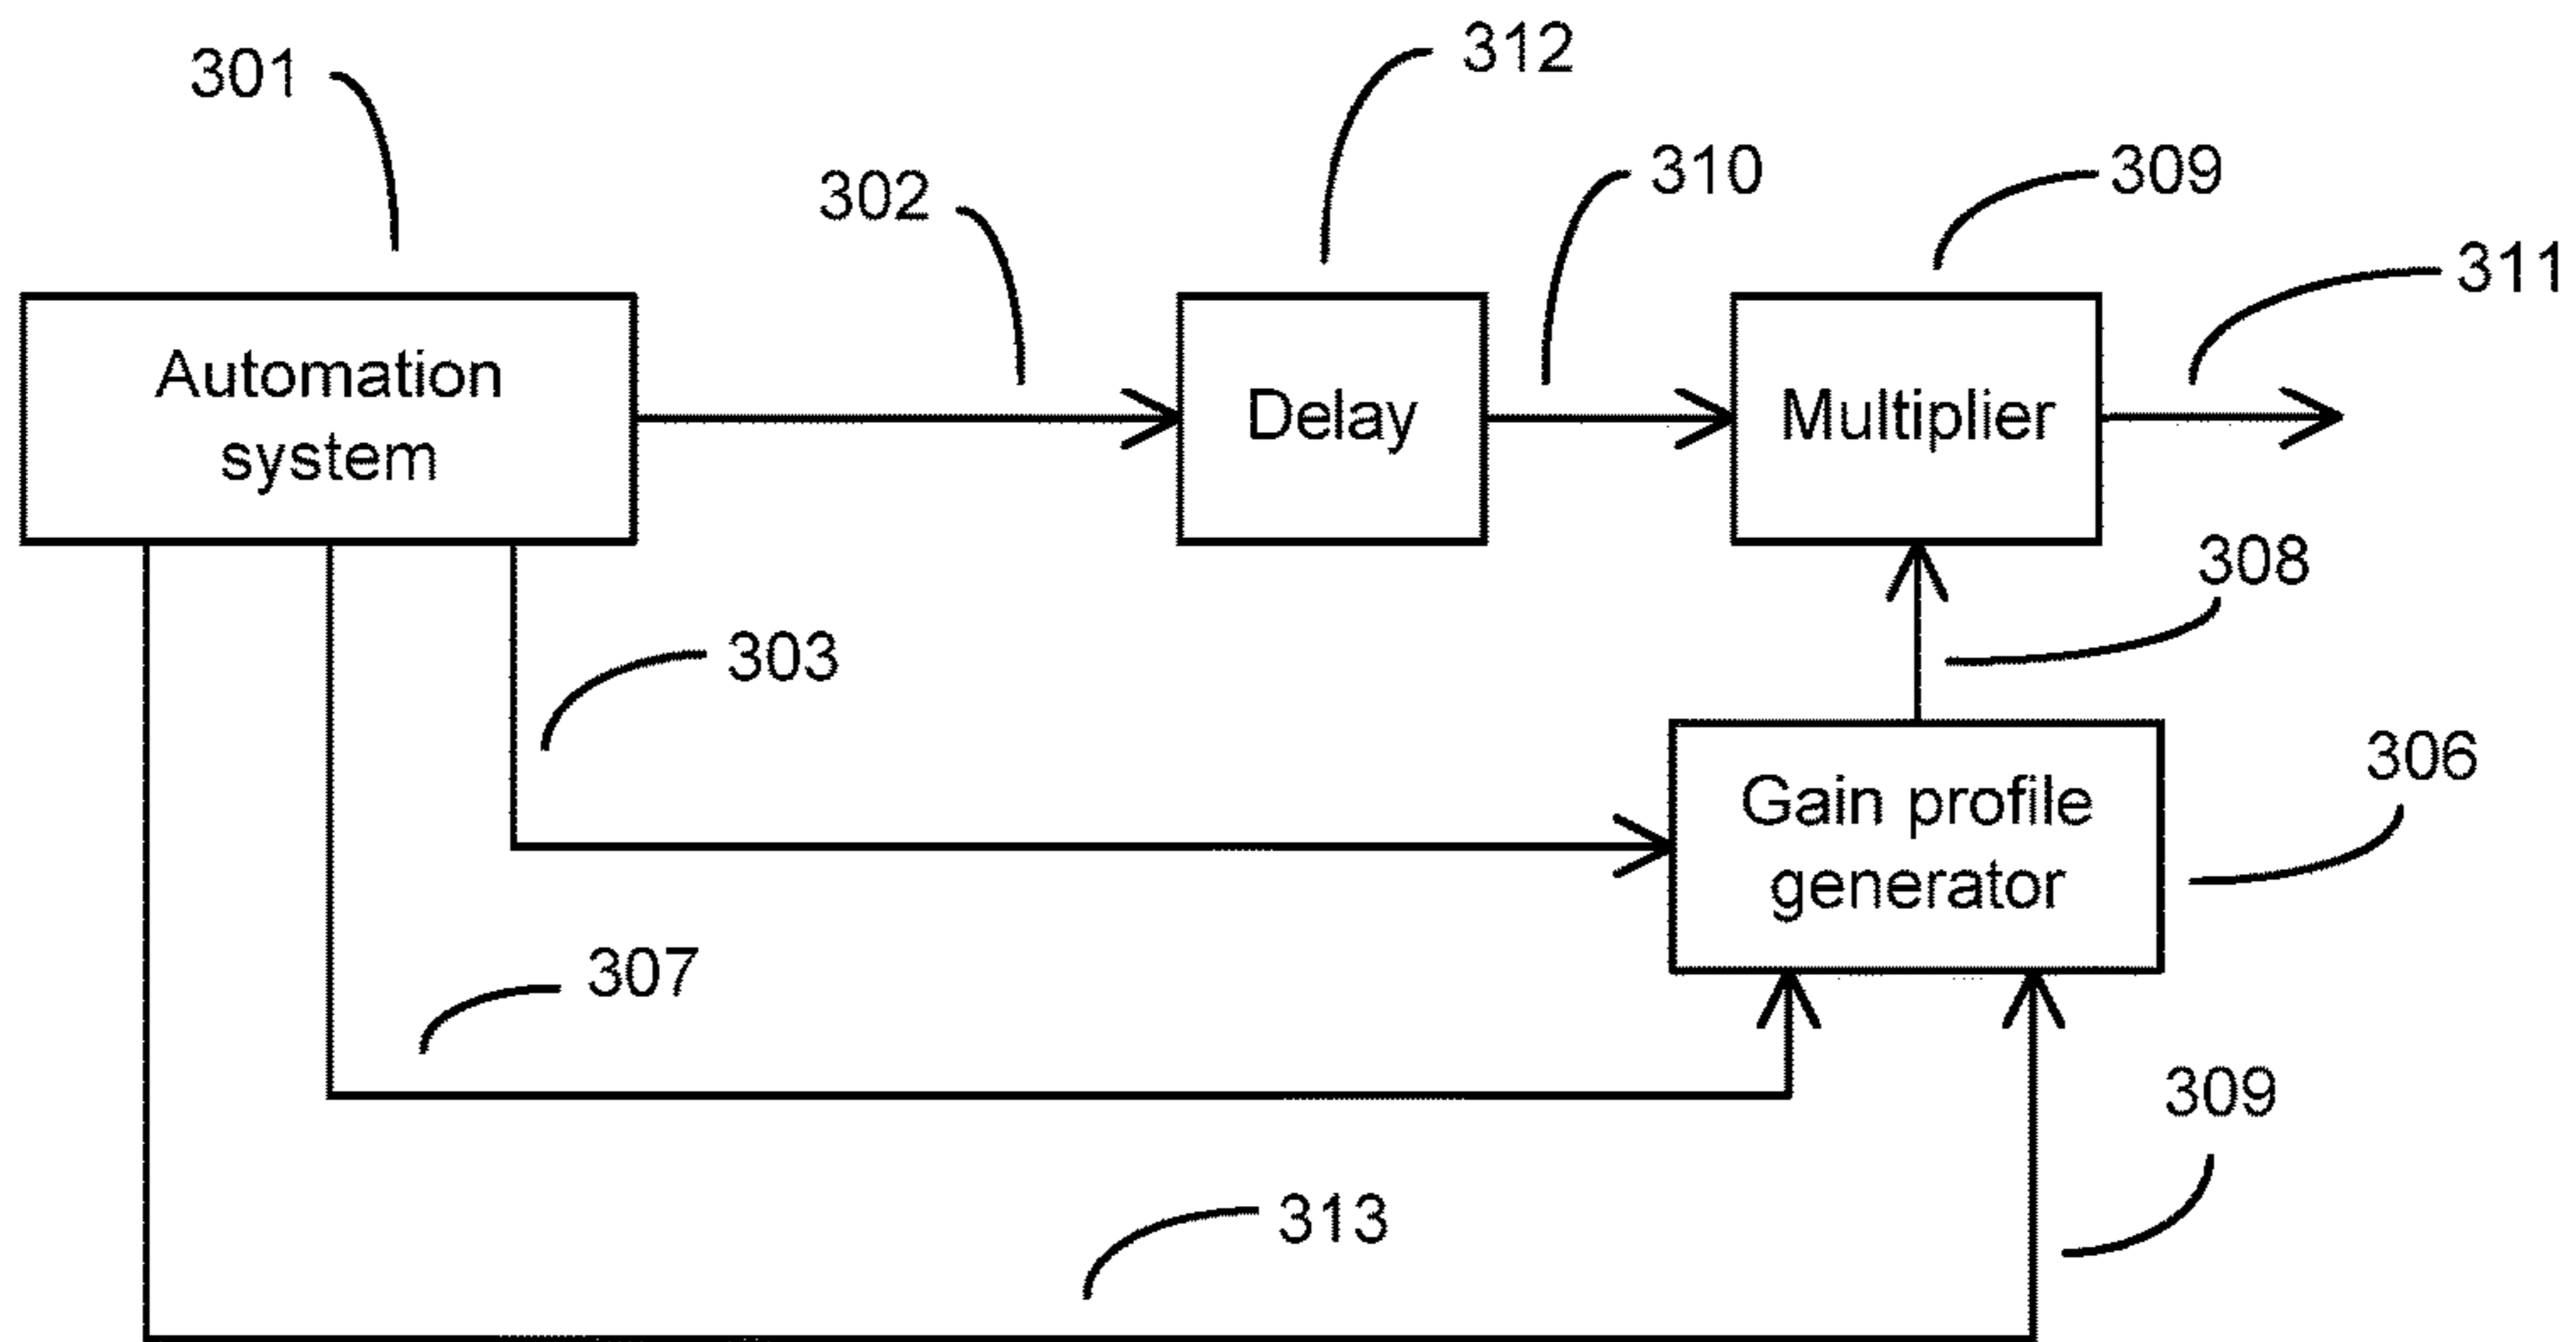 301
312
302
310
309
311
Automation
system
Delay
Multiplier
308
303
306
Gain profile
generator
307
309
313